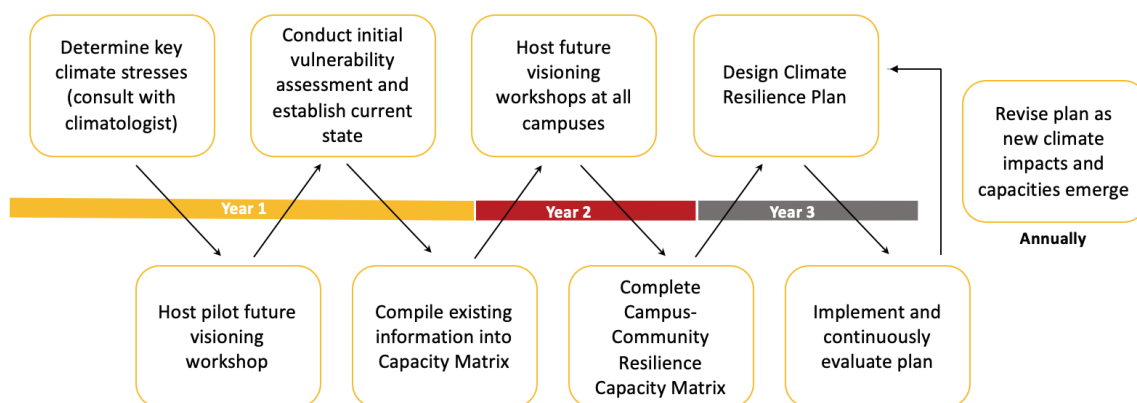 Determine key
climate stresses
(consult with
climatologist)
Conduct initial
vulnerability
assessment and
establish current
state
Host future
visioning
workshops at all
campuses
Design Climate
Resilience Plan
Revise plan as
new climate
impacts and
capacities emerge
Annually
Year 1
Year 2
Year 3
Host pilot future
visioning
workshop
Compile existing
information into
Capacity Matrix
Complete
Campus-
Community
Resilience
Capacity Matrix
Implement and
continuously
evaluate plan